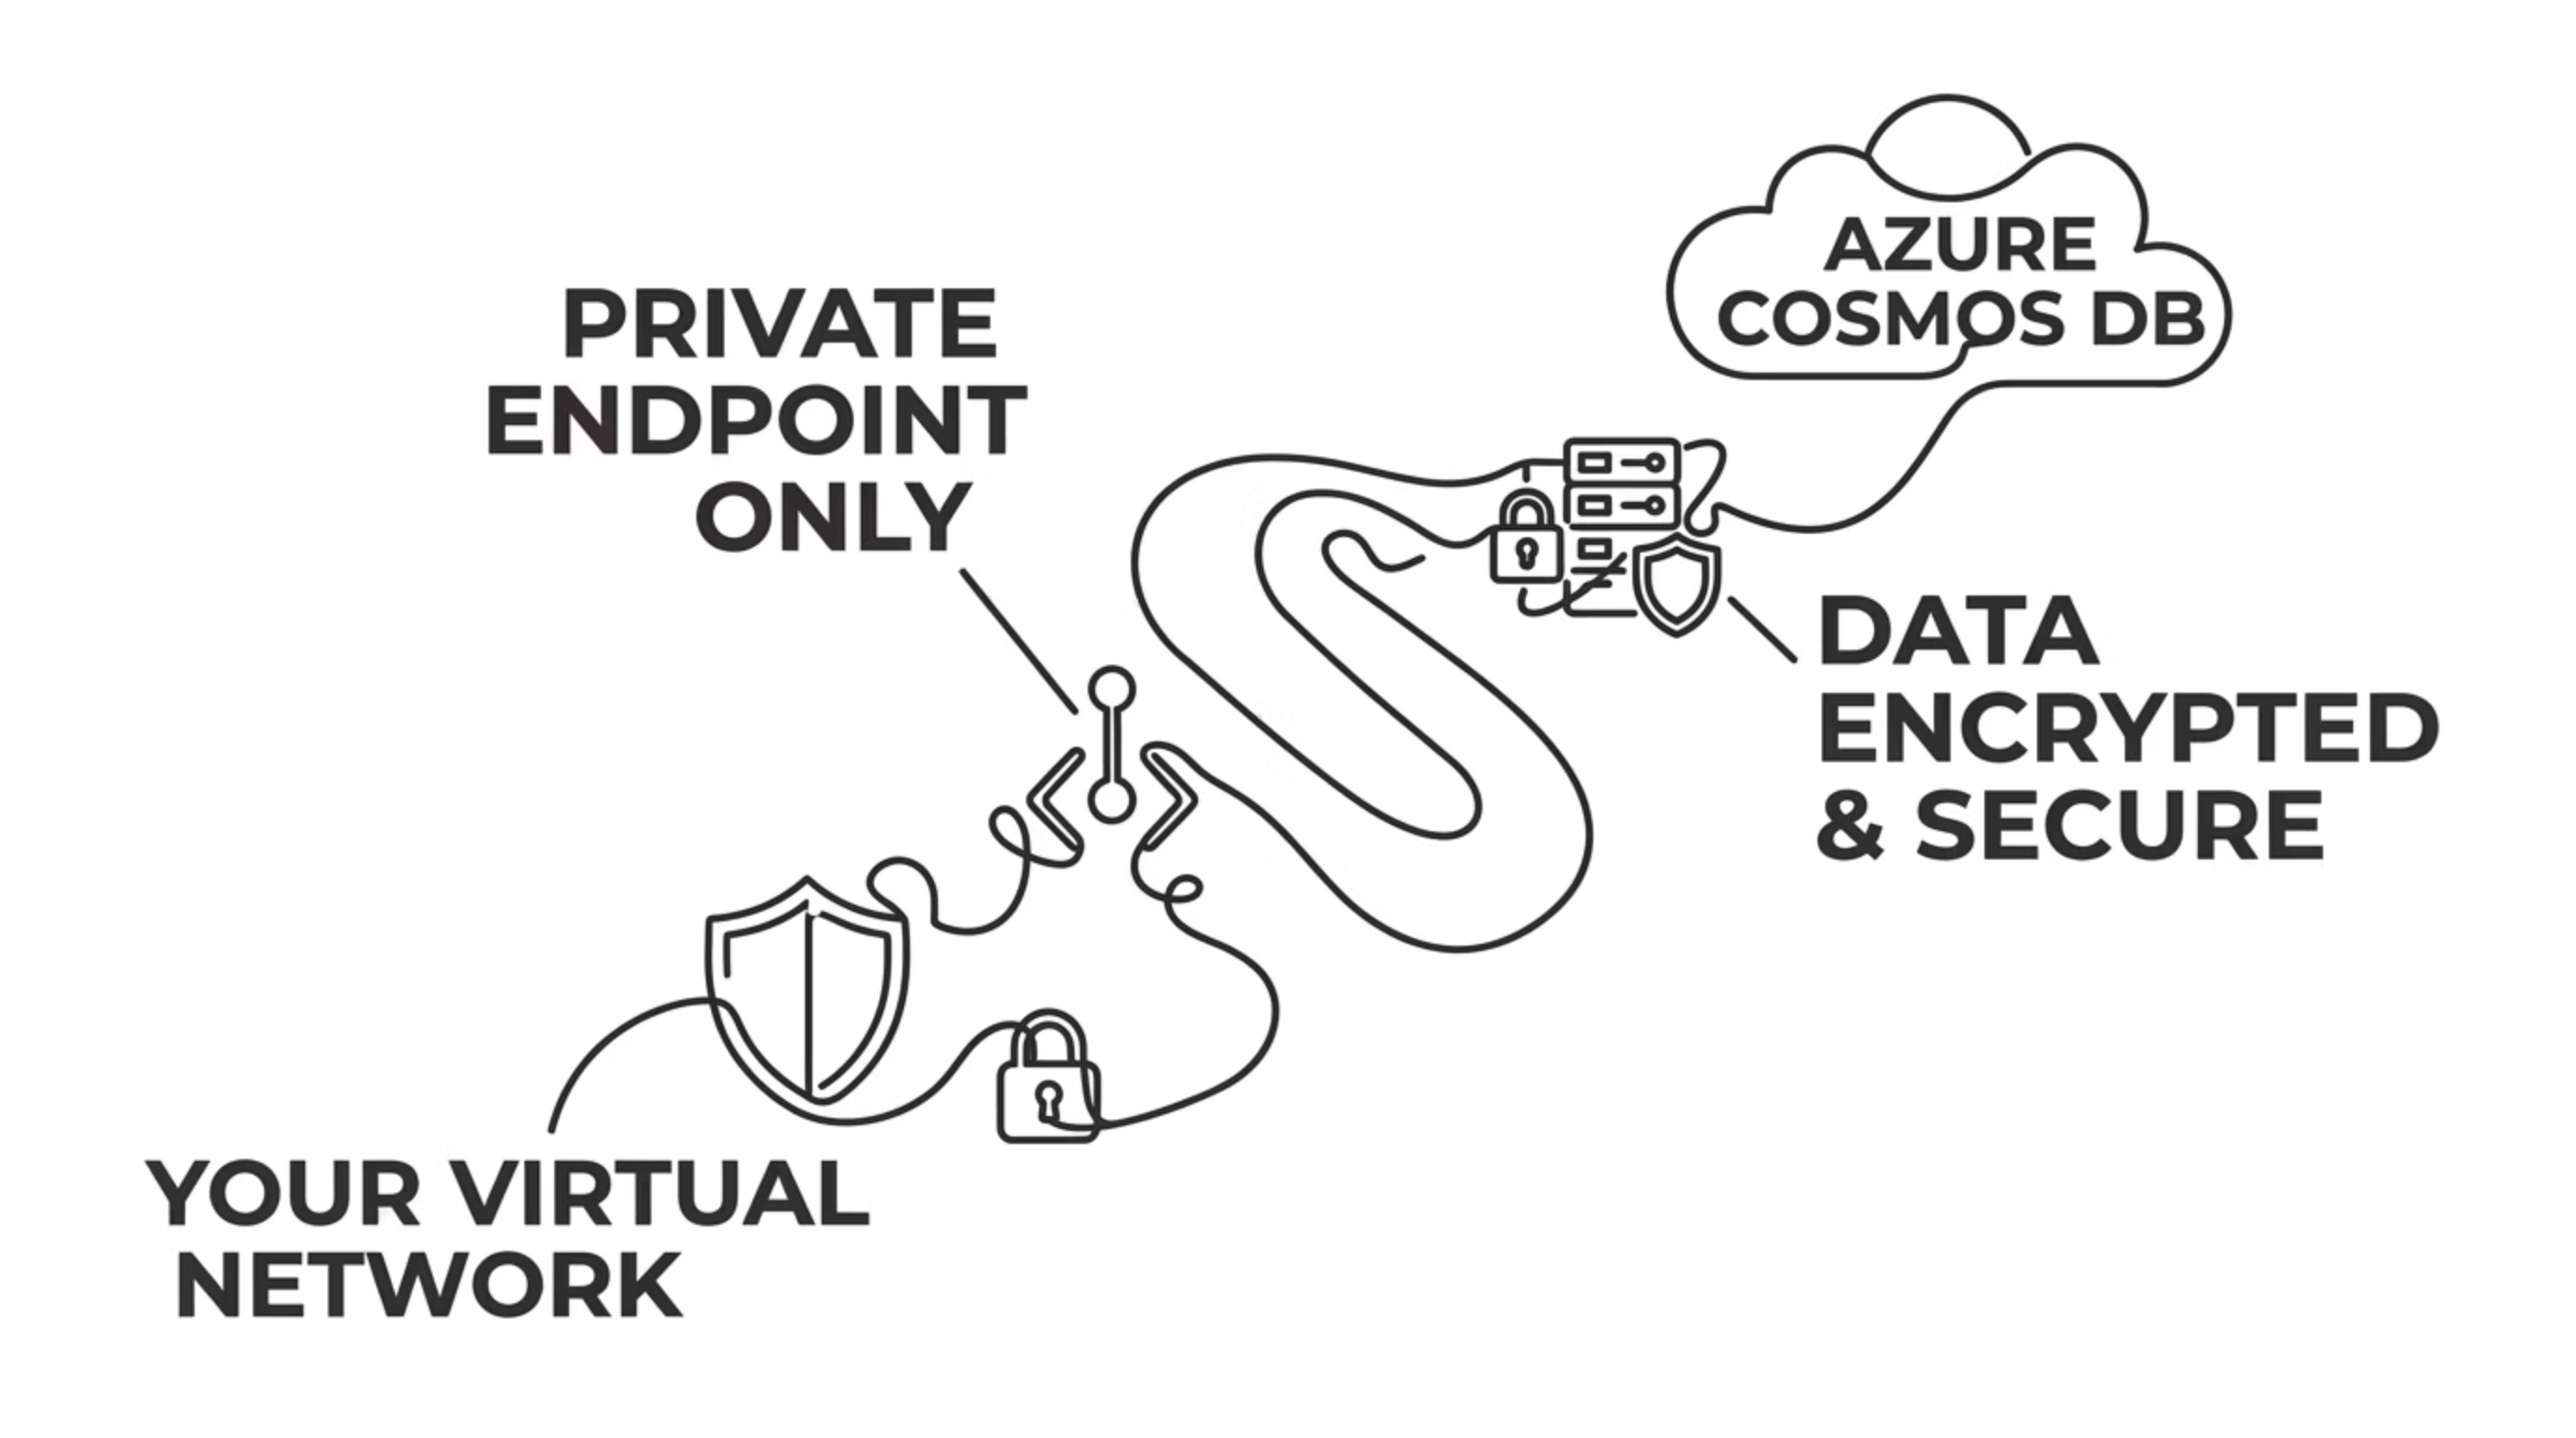 AZURE
COSMOS DB
PRIVATE
ENDPOINT
ONLY
DATA
ENCRYPTED
& SECURE
YOUR VIRTUAL
NETWORK